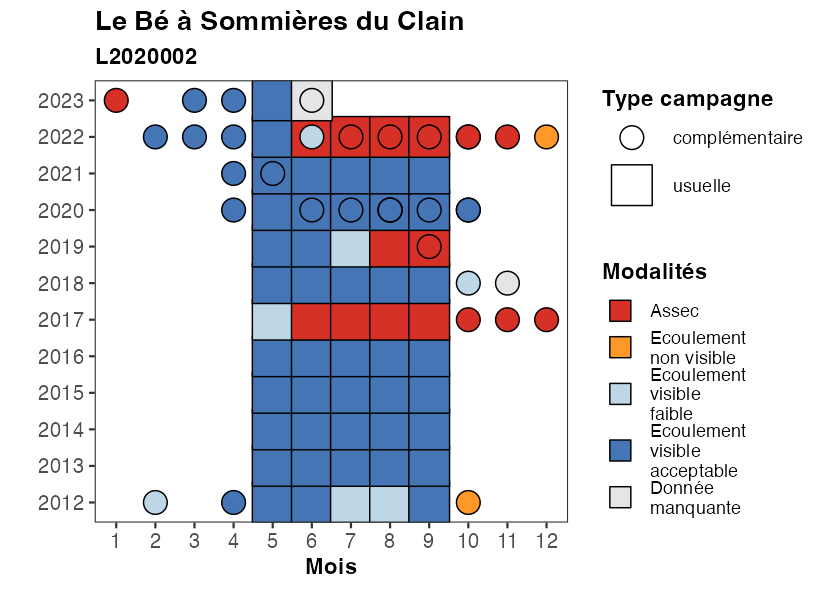 Le Bé à Sommières du Clain
L2020002
2023
2022
2021
2020
2019
2018
2017
2016
2015
2014
2013
2012
1 2 3 4 5 6 7 8 9 10 11 12
Mois
Type campagne
complémentaire
usuelle
Modalités
Assec
Ecoulement
non visible
Ecoulement
visible
faible
Ecoulement
visible
acceptable
Donnée
manquante